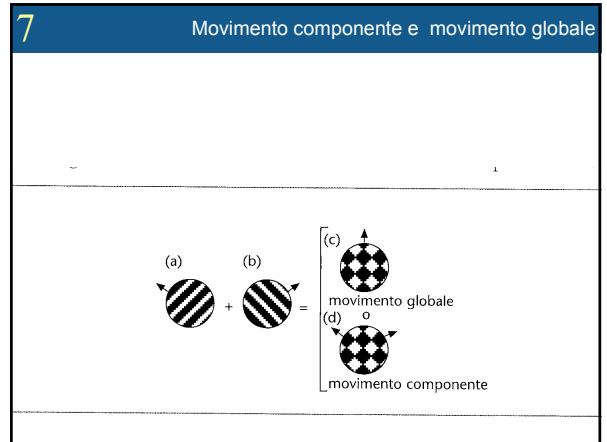 7
Movimento componente e movimento globale
(a) (b) (c)
+ =
movimento globale
(d) o
movimento componente